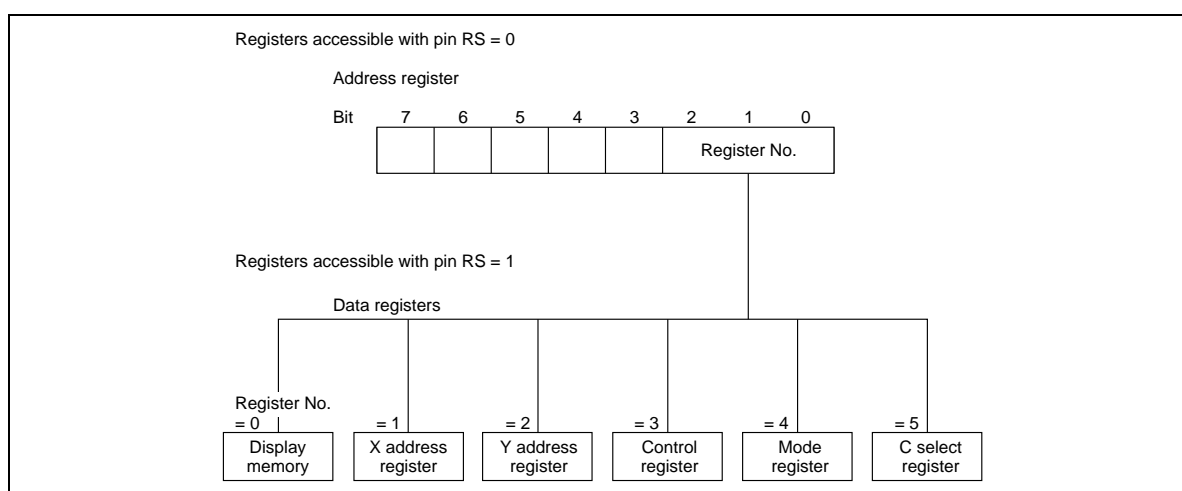 Registers accessible with pin RS = 0
Address register
Bit 7 6 5 4 3 2 1 0
Register No.
Registers accessible with pin RS = 1
Data registers
Register No.
= 0 = 1 = 2 = 3 = 4 = 5
Display memory
X address register
Y address register
Control register
Mode register
C select register